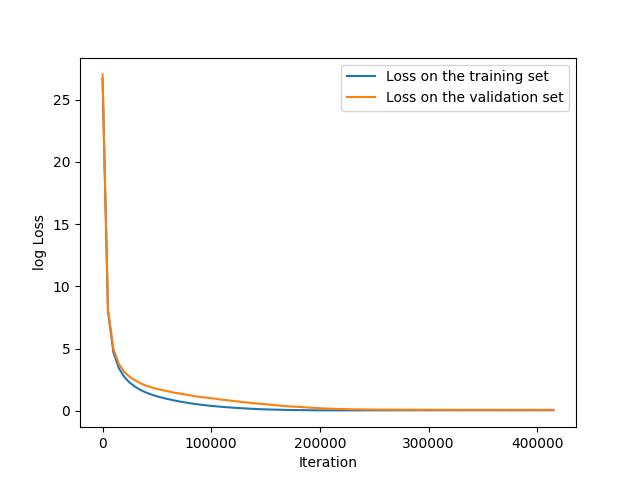 Loss on the training set
Loss on the validation set
25
20
15
10
5
0
log Loss
0 100000 200000 300000 400000
Iteration